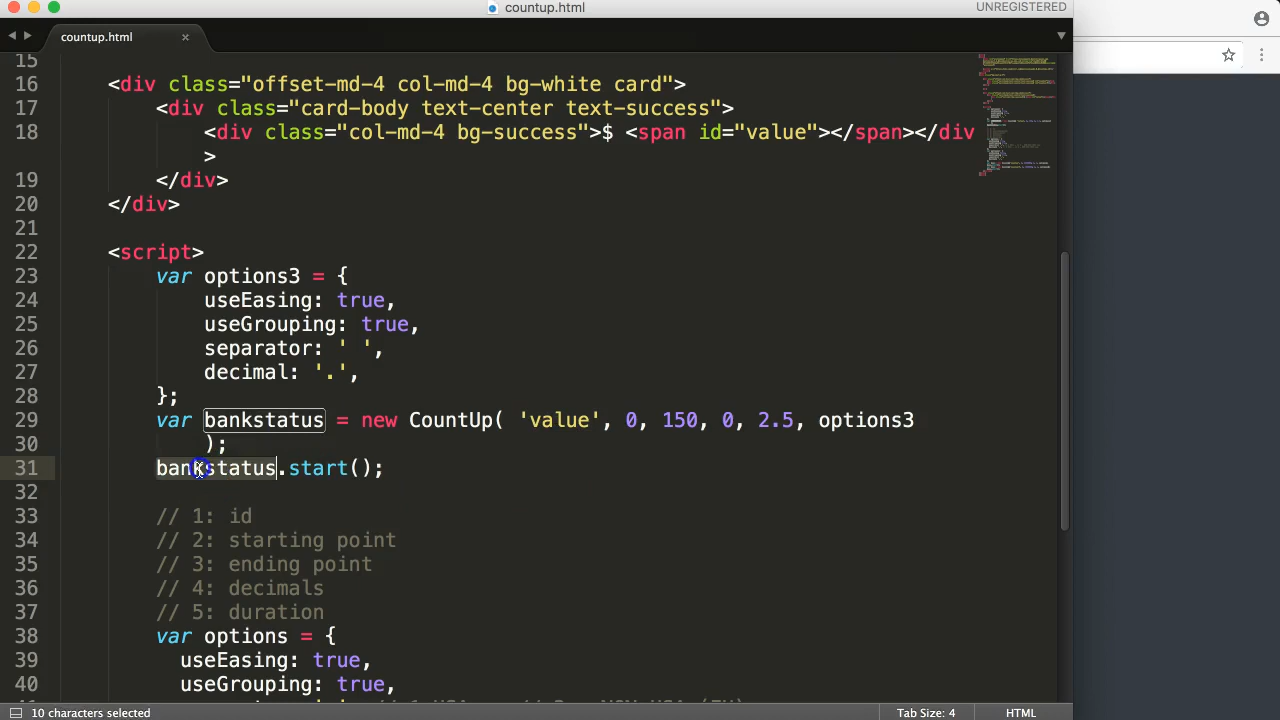 countup.html
UNREGISTERED
countup.html
15
16 <div class="offset-md-4 col-md-4 bg-white card">
17 <div class="card-body text-center text-success">
18 <div class="col-md-4 bg-success">$ <span id="value"></span></div
>
19 </div>
20 </div>
21
22 <script>
23 var options3 = {
24 useEasing: true,
25 useGrouping: true,
26 separator: ' ',
27 decimal: '.',
28 };
29 var bankstatus = new CountUp( 'value', 0, 150, 0, 2.5, options3
30 );
31 bankstatus.start();
32
33 // 1: id
34 // 2: starting point
35 // 3: ending point
36 // 4: decimals
37 // 5: duration
38 var options = {
39 useEasing: true,
40 useGrouping: true,
10 characters selected
Tab Size: 4
HTML